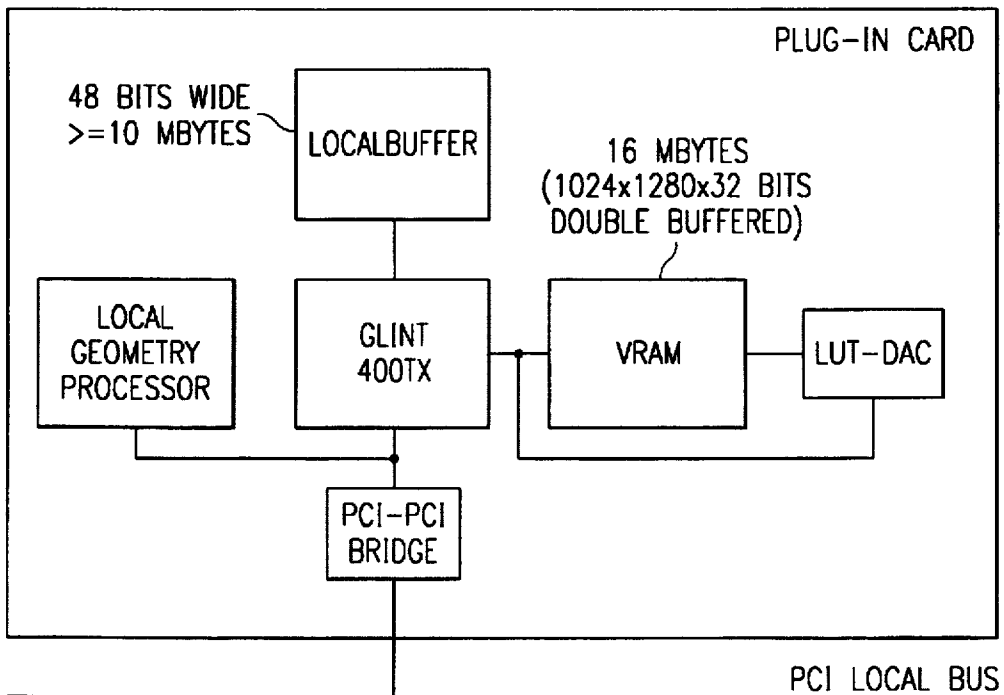 PLUG-IN CARD
48 BITS WIDE
>=10 MBYTES
LOCALBUFFER
16 MBYTES
(1024x1280x32 BITS
DOUBLE BUFFERED)
LOCAL
GEOMETRY
PROCESSOR
GLINT
400TX
VRAM
LUT-DAC
PCI-PCI
BRIDGE
PCI LOCAL BUS